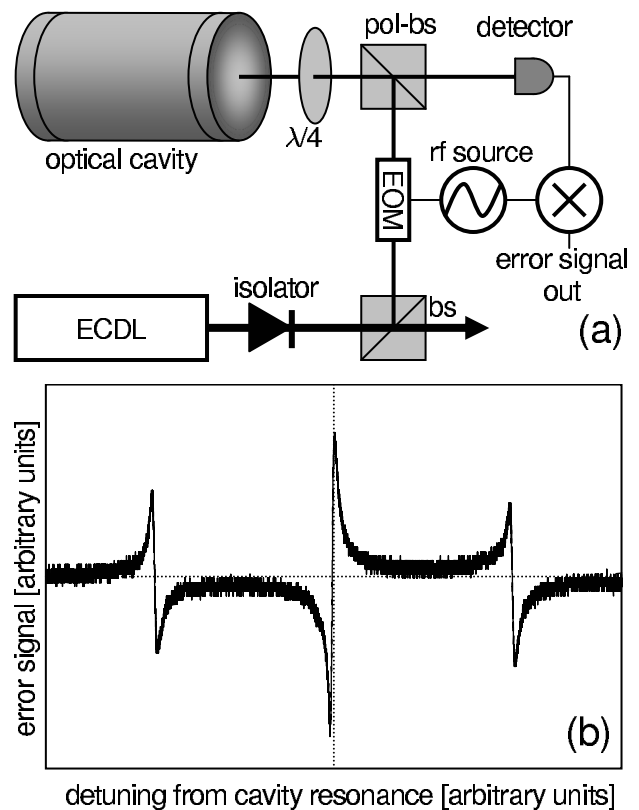 pol-bs
detector
optical cavity
λ/4
rf source
EOM
error signal
out
isolator
ECDL
bs
(a)
error signal [arbitrary units]
(b)
detuning from cavity resonance [arbitrary units]